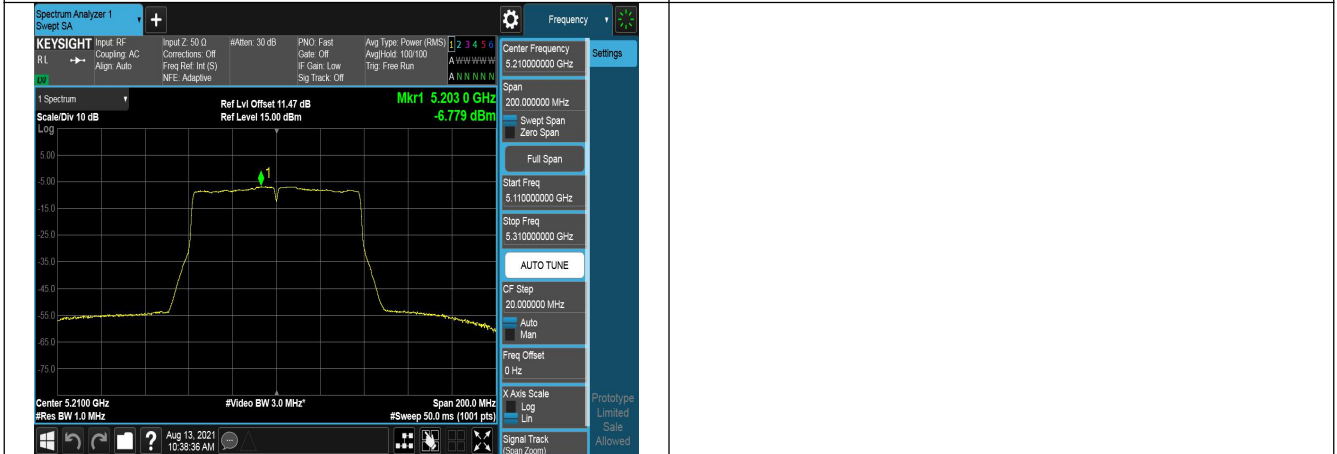 Spectrum Analyzer 1
Swept SA
Frequency
KEYSIGHT
Input: RF
Input Z: 50 Ω
#Atten: 30 dB
PNO: Fast
Avg Type: Power (RMS)
1 2 3 4 5 6
RL
Coupling: AC
Corrections: Off
Gate: Off
Avg|Hold: 100/100
A W W W W W
Align: Auto
Freq Ref: Int (S)
IF Gain: Low
Trig: Free Run
NFE: Adaptive
Sig Track: Off
A N N N N N
Center Frequency
5.210000000 GHz
Settings
1 Spectrum
Ref Lvl Offset 11.47 dB
Mkr1 5.203 0 GHz
Scale/Div 10 dB
Ref Level 15.00 dBm
-6.779 dBm
Log
5.00
-5.00
-15.0
-25.0
-35.0
-45.0
-55.0
-65.0
-75.0
1
Center 5.2100 GHz
#Video BW 3.0 MHz*
Span 200.0 MHz
#Res BW 1.0 MHz
#Sweep 50.0 ms (1001 pts)
Span
200.000000 MHz
Swept Span
Zero Span
Full Span
Start Freq
5.110000000 GHz
Stop Freq
5.310000000 GHz
AUTO TUNE
CF Step
20.000000 MHz
Auto
Man
Freq Offset
0 Hz
X Axis Scale
Log
Lin
Signal Track
(Span Zoom)
Prototype
Limited
Sale
Allowed
?
Aug 13, 2021
10:38:36 AM